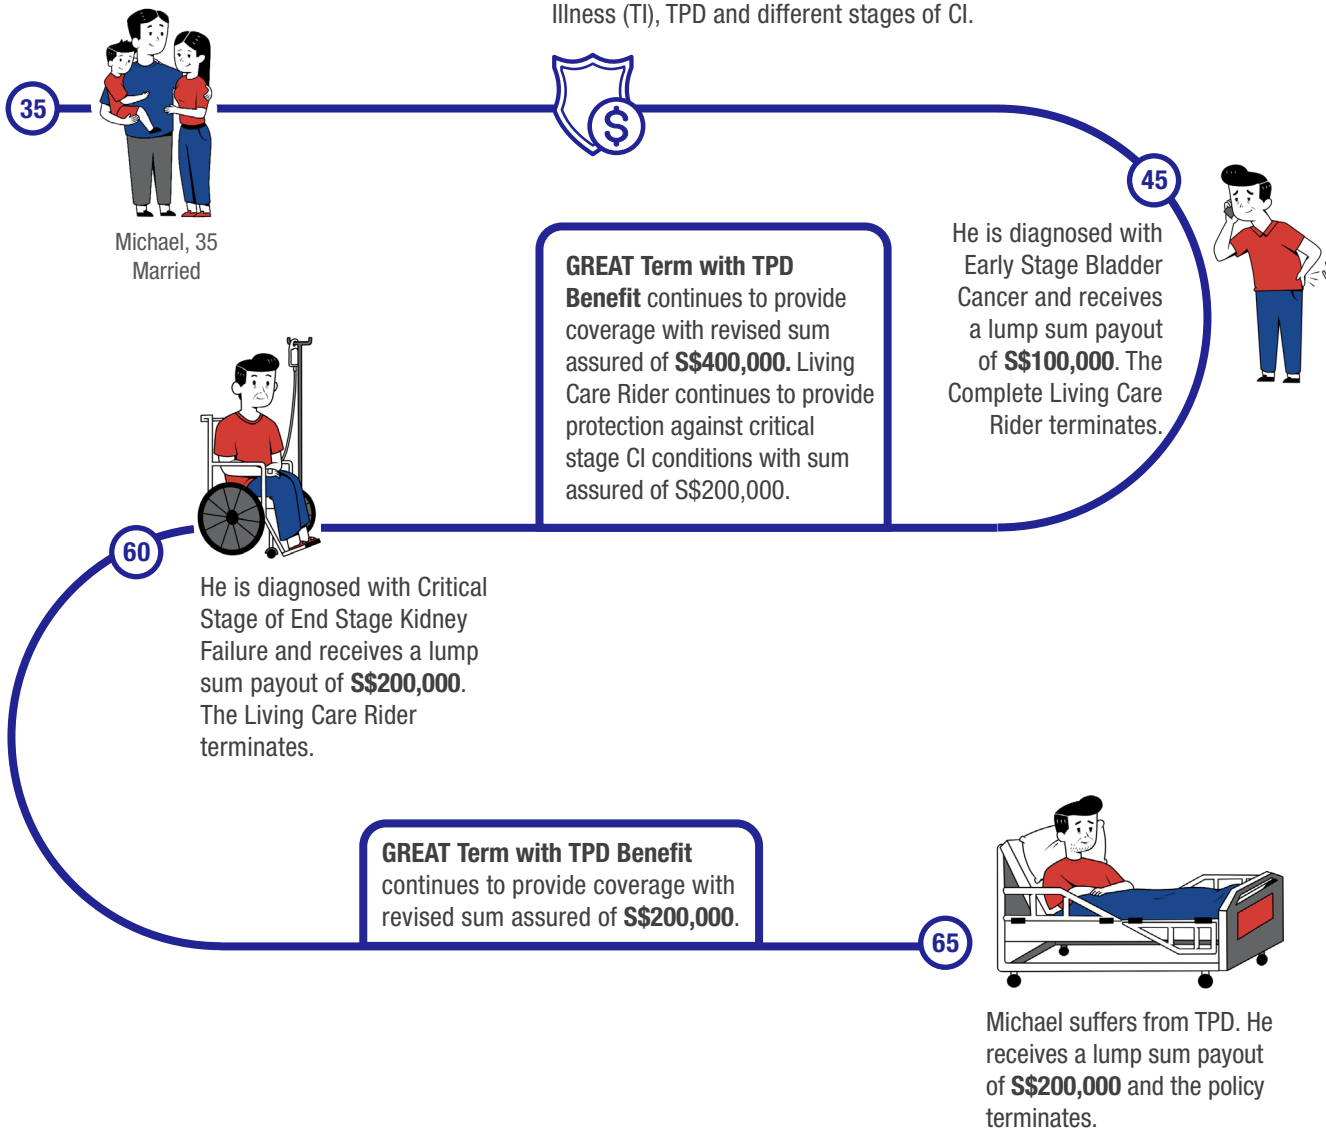 Illness (TI), TPD and different stages of CI.
35
$
45
Michael, 35
Married
He is diagnosed with
Early Stage Bladder
Cancer and receives
a lump sum payout
of S$100,000. The
Complete Living Care
Rider terminates.
GREAT Term with TPD
Benefit continues to provide
coverage with revised sum
assured of S$400,000. Living
Care Rider continues to provide
protection against critical
stage CI conditions with sum
assured of S$200,000.
60
He is diagnosed with Critical
Stage of End Stage Kidney
Failure and receives a lump
sum payout of S$200,000.
The Living Care Rider
terminates.
GREAT Term with TPD Benefit
continues to provide coverage with
revised sum assured of S$200,000.
65
Michael suffers from TPD. He
receives a lump sum payout
of S$200,000 and the policy
terminates.